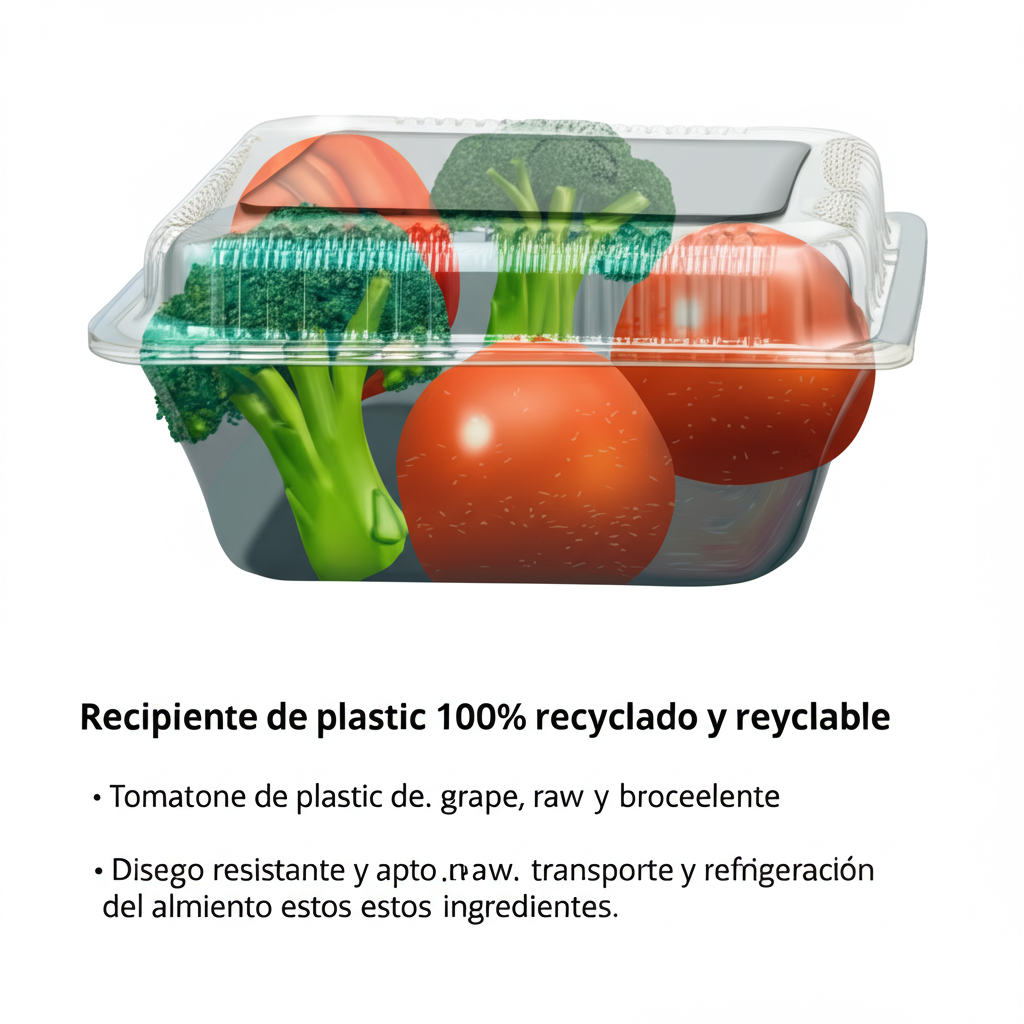 Recipiente de plastic 100% recyclado y reyclable
• Tomatone de plastic de. grape, raw y broceelente
• Disego resistante y apto .naw. transporte y refrigeración
del almiento estos estos ingredientes.